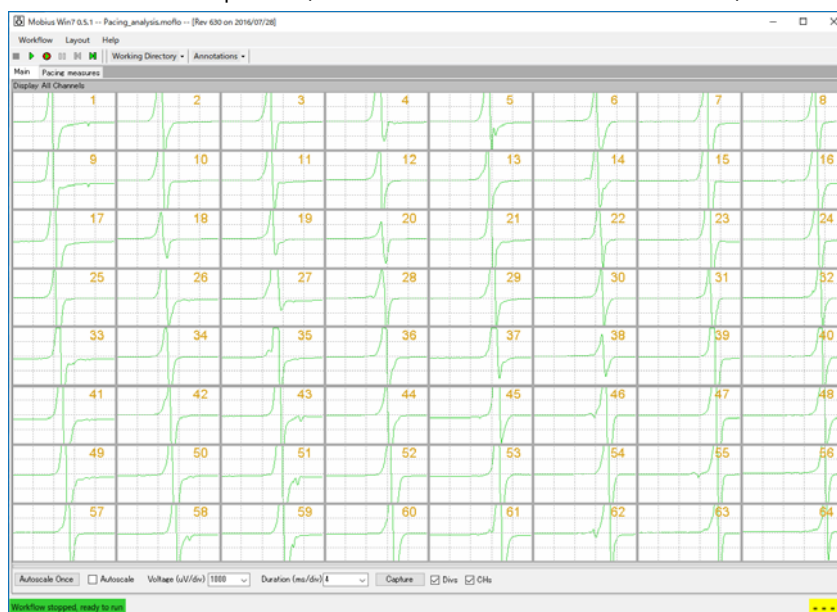 Mobius Win7 0.5.1 -- Pacing_analysis.moflo -- [Rev 630 on 2016/07/28]
Workflow Layout Help
Working Directory Annotations
Main Pacing measures
Display All Channels
1 2 3 4 5 6 7 8
9 10 11 12 13 14 15 16
17 18 19 20 21 22 23 24
25 26 27 28 29 30 31 32
33 34 35 36 37 38 39 40
41 42 43 44 45 46 47 48
49 50 51 52 53 54 55 56
57 58 59 60 61 62 63 64
Autoscale Once Autoscale Voltage (uV/div) 1000 Duration (ms/div) 4 Capture Divs CHs
Workflow stopped, ready to run